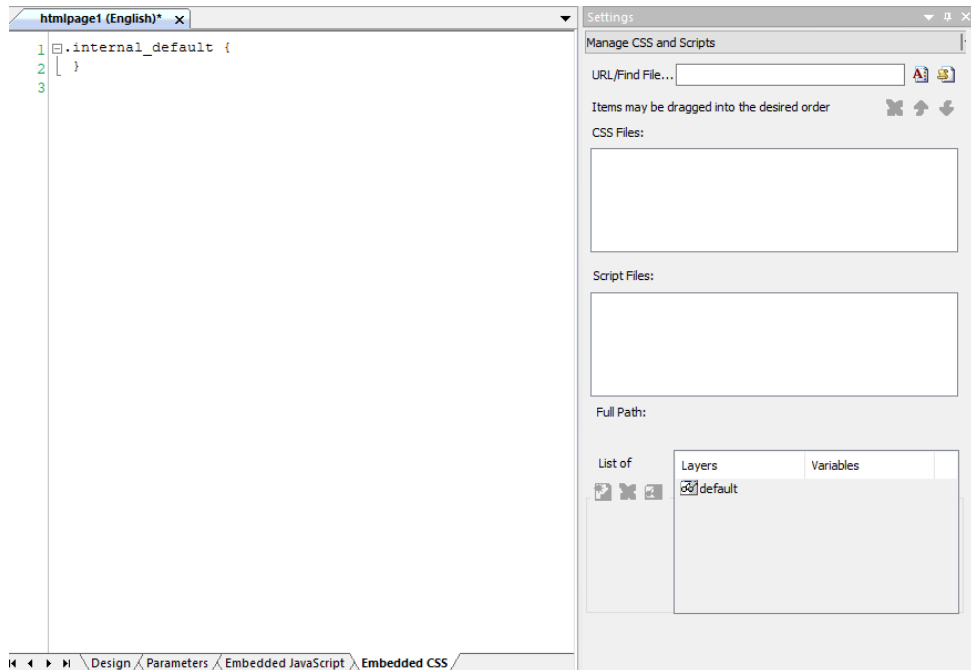 htmlpage1 (English)* x
1 .internal_default {
2 }
3
Design Parameters Embedded JavaScript Embedded CSS
Settings
Manage CSS and Scripts
URL/Find File...
Items may be dragged into the desired order
CSS Files:
Script Files:
Full Path:
List of
Layers Variables
default